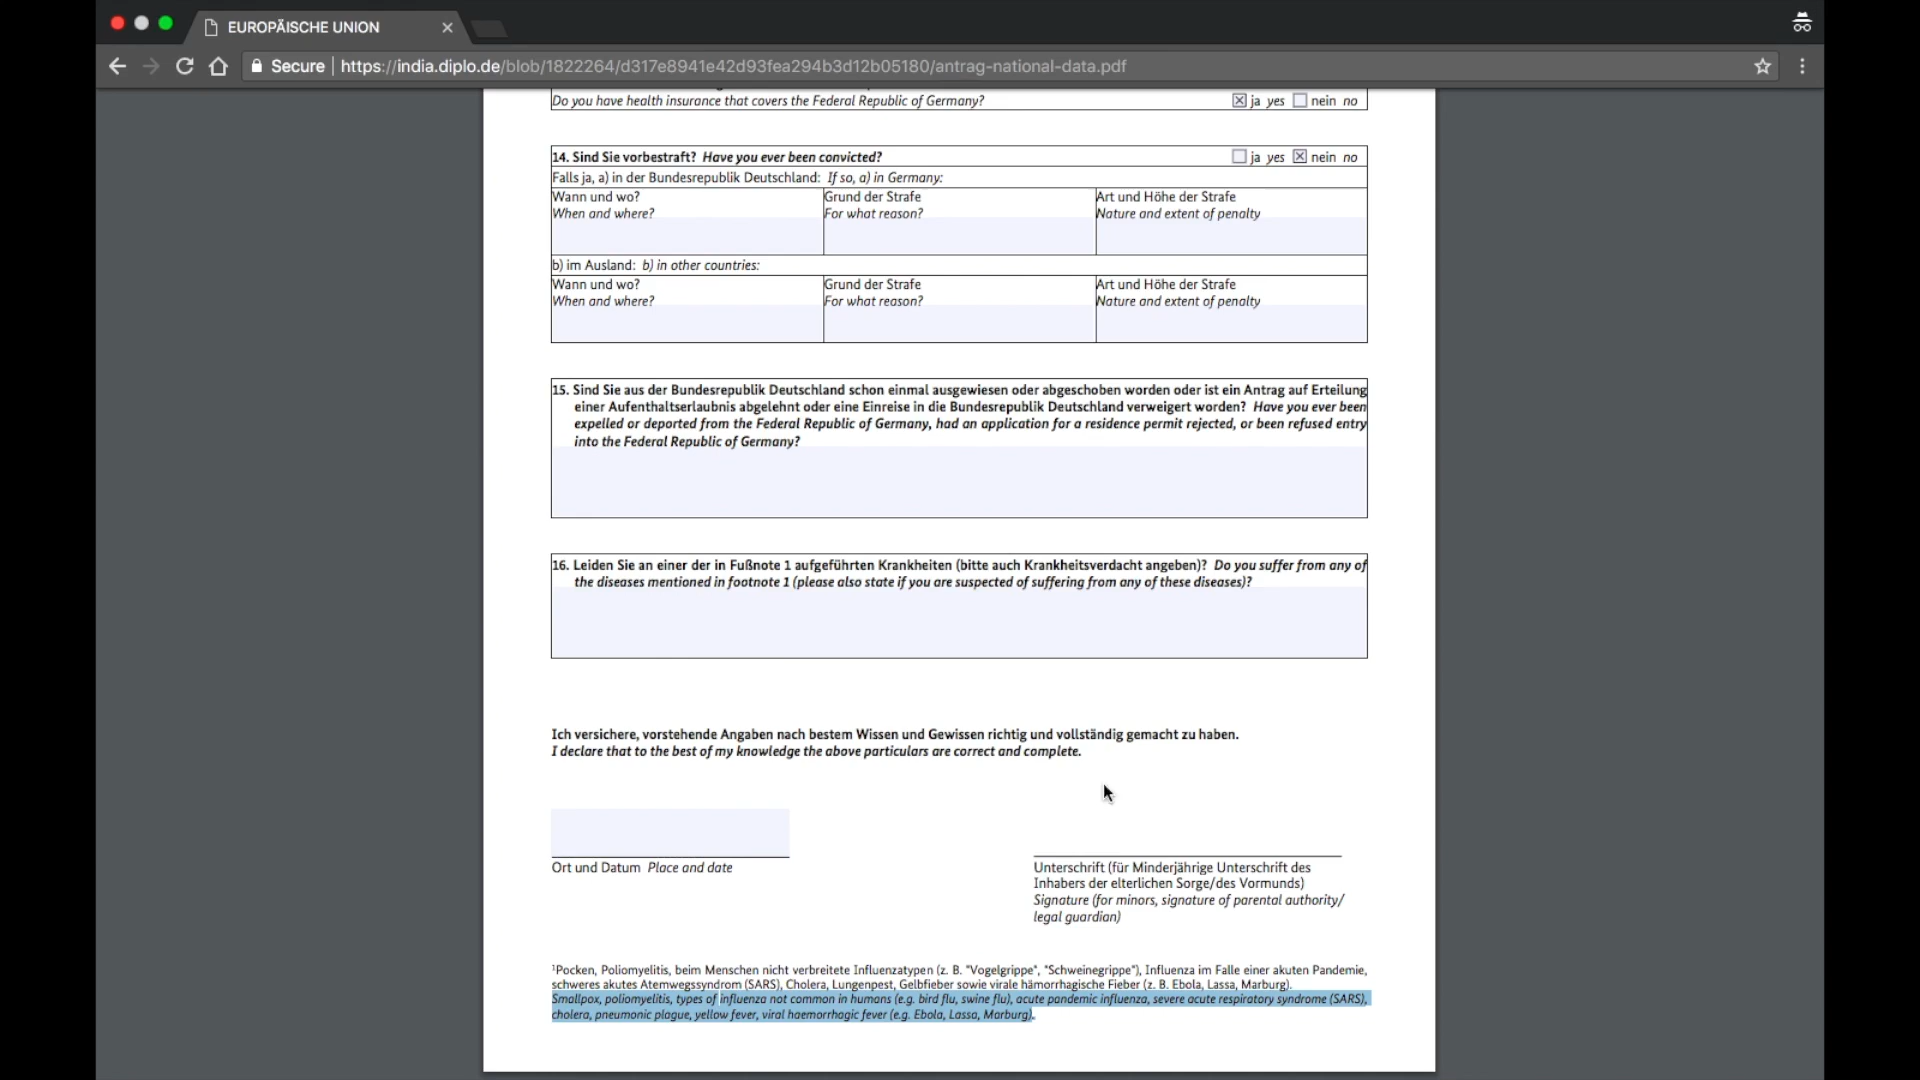 EUROPÄISCHE UNION
Secure | https://india.diplo.de/blob/1822264/d317e8941e42d93fea294b3d12b05180/antrag-national-data.pdf
Do you have health insurance that covers the Federal Republic of Germany? ja yes nein no
14. Sind Sie vorbestraft? Have you ever been convicted? ja yes nein no
Falls ja, a) in der Bundesrepublik Deutschland: If so, a) in Germany:
Wann und wo? Grund der Strafe Art und Höhe der Strafe
When and where? For what reason? Nature and extent of penalty
b) im Ausland: b) in other countries:
Wann und wo? Grund der Strafe Art und Höhe der Strafe
When and where? For what reason? Nature and extent of penalty
15. Sind Sie aus der Bundesrepublik Deutschland schon einmal ausgewiesen oder abgeschoben worden oder ist ein Antrag auf Erteilung
einer Aufenthaltserlaubnis abgelehnt oder eine Einreise in die Bundesrepublik Deutschland verweigert worden? Have you ever been
expelled or deported from the Federal Republic of Germany, had an application for a residence permit rejected, or been refused entry
into the Federal Republic of Germany?
16. Leiden Sie an einer der in Fußnote 1 aufgeführten Krankheiten (bitte auch Krankheitsverdacht angeben)? Do you suffer from any of
the diseases mentioned in footnote 1 (please also state if you are suspected of suffering from any of these diseases)?
Ich versichere, vorstehende Angaben nach bestem Wissen und Gewissen richtig und vollständig gemacht zu haben.
I declare that to the best of my knowledge the above particulars are correct and complete.
Ort und Datum Place and date
Unterschrift (für Minderjährige Unterschrift des
Inhabers der elterlichen Sorge/des Vormunds)
Signature (for minors, signature of parental authority/
legal guardian)
¹Pocken, Poliomyelitis, beim Menschen nicht verbreitete Influenzatypen (z. B. "Vogelgrippe", "Schweinegrippe"), Influenza im Falle einer akuten Pandemie,
schweres akutes Atemwegssyndrom (SARS), Cholera, Lungenpest, Gelbfieber sowie virale hämorrhagische Fieber (z. B. Ebola, Lassa, Marburg).
Smallpox, poliomyelitis, types of influenza not common in humans (e.g. bird flu, swine flu), acute pandemic influenza, severe acute respiratory syndrome (SARS),
cholera, pneumonic plague, yellow fever, viral haemorrhagic fever (e.g. Ebola, Lassa, Marburg).